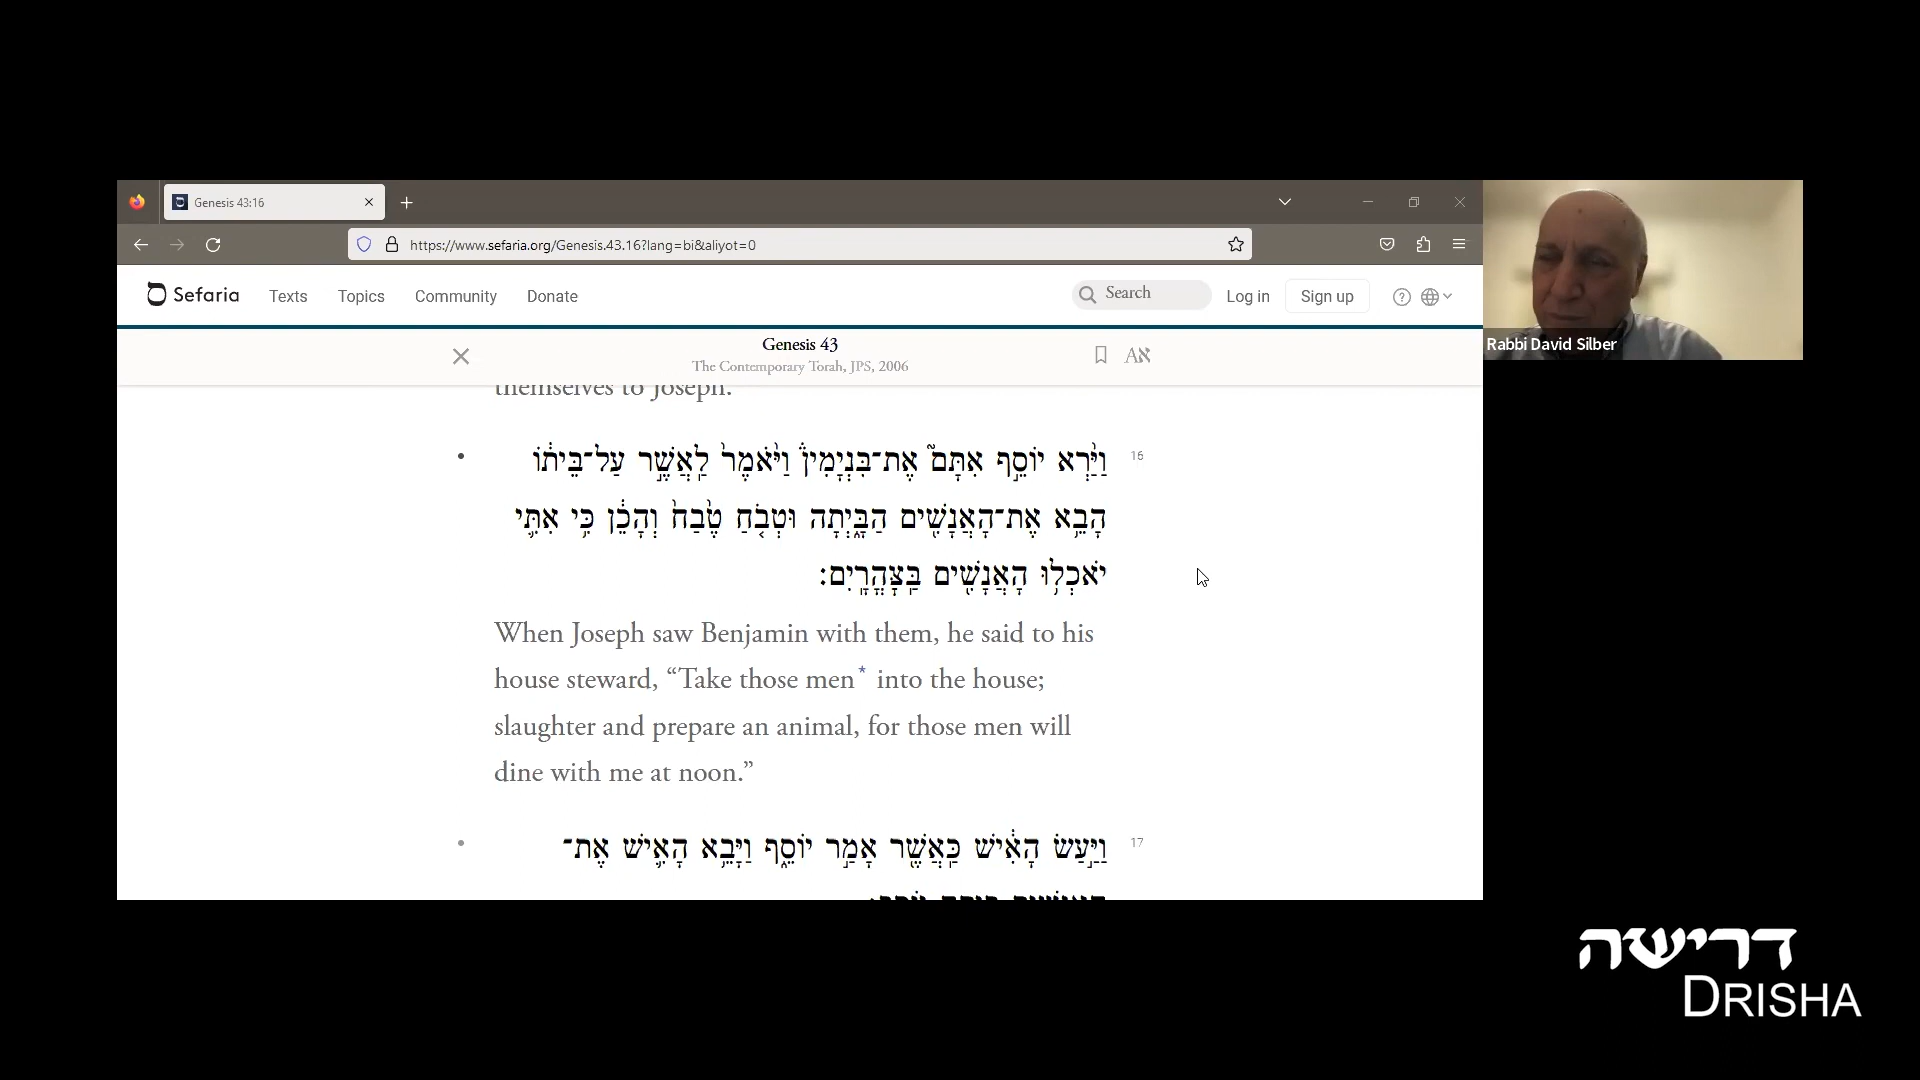 Genesis 43:16
https://www.sefaria.org/Genesis.43.16?lang=bi&aliyot=0
Sefaria Texts Topics Community Donate Search Log in Sign up
Genesis 43
The Contemporary Torah, JPS, 2006
Rabbi David Silber
themselves to Joseph.
16
וַיַּ֨רְא יוֹסֵ֣ף אִתָּם֮ אֶת־בִּנְיָמִין֒ וַיֹּ֙אמֶר֙ לַֽאֲשֶׁ֣ר עַל־בֵּית֔וֹ
הָבֵ֥א אֶת־הָאֲנָשִׁ֖ים הַבָּ֑יְתָה וּטְבֹ֤חַ טֶ֙בַח֙ וְהָכֵ֔ן כִּ֥י אִתִּ֛י
יֹאכְל֥וּ הָאֲנָשִׁ֖ים בַּֽצׇּהֳרָֽיִם׃
When Joseph saw Benjamin with them, he said to his
house steward, “Take those men* into the house;
slaughter and prepare an animal, for those men will
dine with me at noon.”
17
וַיַּ֣עַשׂ הָאִ֔ישׁ כַּֽאֲשֶׁ֖ר אָמַ֣ר יוֹסֵ֑ף וַיָּבֵ֥א הָאִ֛ישׁ אֶת־
דרישה
DRISHA